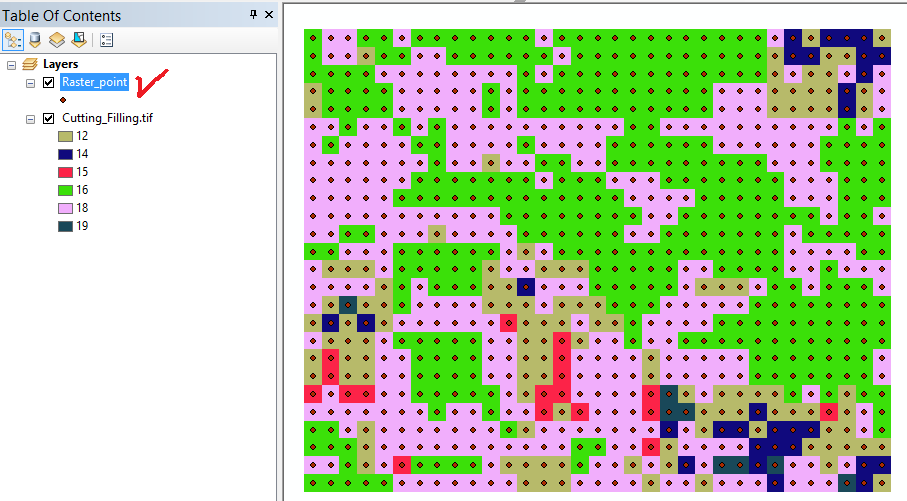 Table Of Contents
Layers
Raster_point
Cutting_Filling.tif
12
14
15
16
18
19